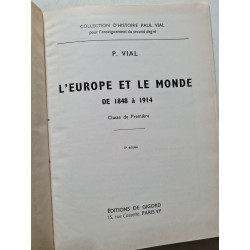 COLLECTION D'HISTOIRE PAUL VIAL
pour l'enseignement du second degré
P. VIAL
L'EUROPE ET LE MONDE
DE 1848 à 1914
Classe de Première
ÉDITIONS DE GIGORD
15, rue Cassette, PARIS-VIᵉ